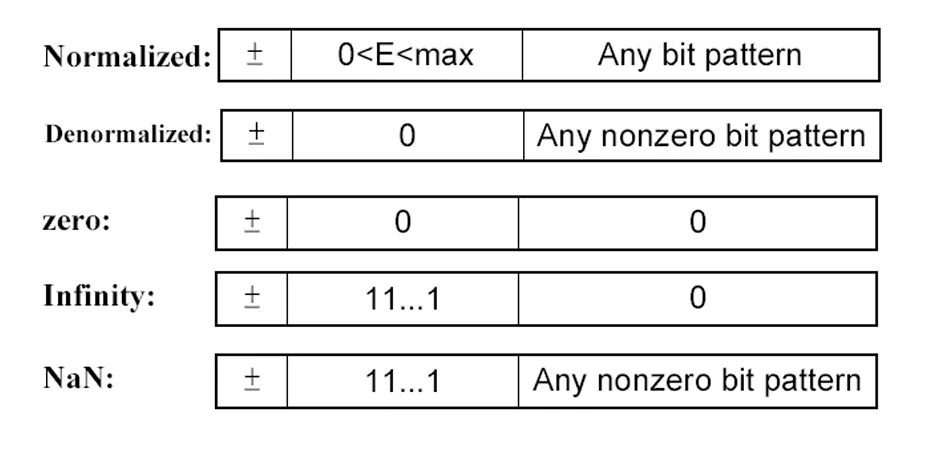 Normalized: ± 0<E<max Any bit pattern
Denormalized: ± 0 Any nonzero bit pattern
zero: ± 0 0
Infinity: ± 11...1 0
NaN: ± 11...1 Any nonzero bit pattern